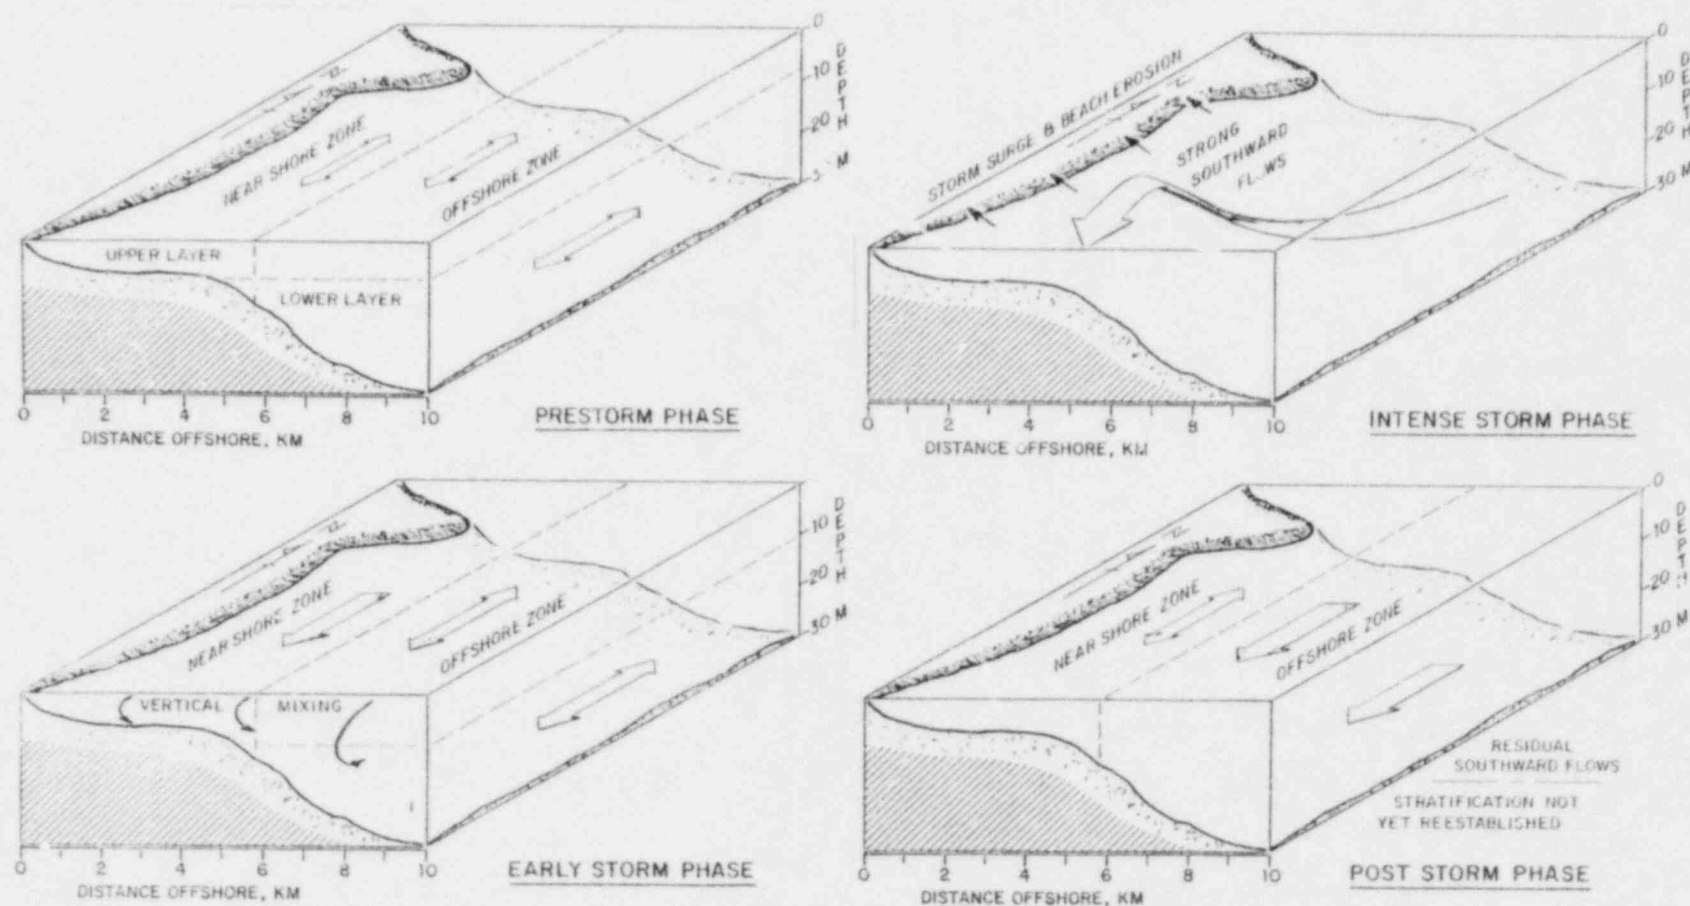 0
10
20
M
DEPTH
NEAR SHORE ZONE
OFFSHORE ZONE
UPPER LAYER
LOWER LAYER
0 2 4 6 8 10
DISTANCE OFFSHORE, KM
PRESTORM PHASE
0
10
20
30 M
DEPTH
STORM SURGE & BEACH EROSION
STRONG
SOUTHWARD
0 2 4 6 8 10
DISTANCE OFFSHORE, KM
INTENSE STORM PHASE
10
20
30 M
DEPTH
NEAR SHORE ZONE
OFFSHORE ZONE
VERTICAL MIXING
0 2 4 6 8 10
DISTANCE OFFSHORE, KM
EARLY STORM PHASE
0
10
20
30 M
NEAR SHORE ZONE
OFFSHORE ZONE
RESIDUAL
SOUTHWARD FLOWS
STRATIFICATION NOT
YET REESTABLISHED
0 2 4 6 8 10
DISTANCE OFFSHORE, KM
POST STORM PHASE